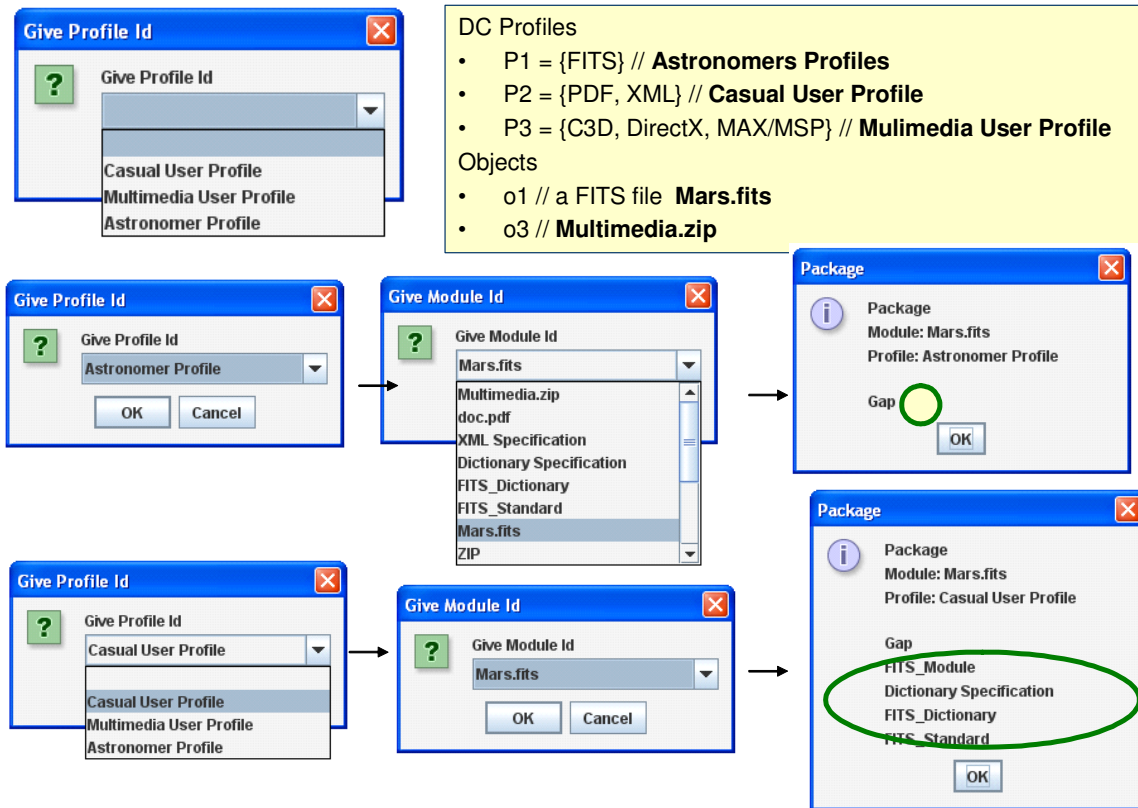 Give Profile Id
Give Profile Id
Casual User Profile
Multimedia User Profile
Astronomer Profile
DC Profiles
• P1 = {FITS} // Astronomers Profiles
• P2 = {PDF, XML} // Casual User Profile
• P3 = {C3D, DirectX, MAX/MSP} // Mulimedia User Profile
Objects
• o1 // a FITS file Mars.fits
• o3 // Multimedia.zip
Give Profile Id
Give Profile Id
Astronomer Profile
OK Cancel
Give Module Id
Give Module Id
Mars.fits
Multimedia.zip
doc.pdf
XML Specification
Dictionary Specification
FITS_Dictionary
FITS_Standard
Mars.fits
ZIP
Package
Package
Module: Mars.fits
Profile: Astronomer Profile
Gap
OK
Give Profile Id
Give Profile Id
Casual User Profile
Casual User Profile
Multimedia User Profile
Astronomer Profile
Give Module Id
Give Module Id
Mars.fits
OK Cancel
Package
Package
Module: Mars.fits
Profile: Casual User Profile
Gap
FITS_Module
Dictionary Specification
FITS_Dictionary
FITS_Standard
OK